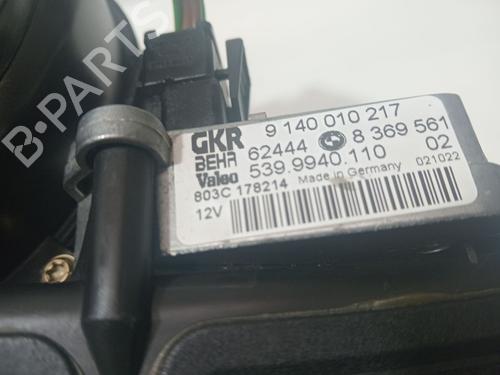 B-PARTS
GKR 9 140 010 217
BEHR 62444 8 369 561
Valeo 539.9940.110 02
803C 178214 Made in Germany 021022
12V